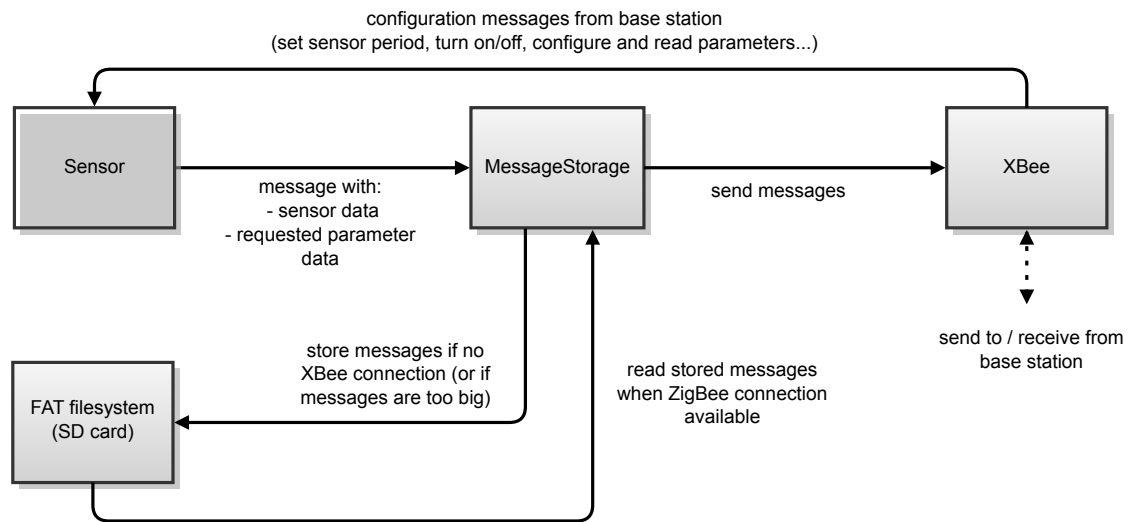 configuration messages from base station
(set sensor period, turn on/off, configure and read parameters...)
Sensor
MessageStorage
XBee
message with:
- sensor data
- requested parameter
data
send messages
send to / receive from
base station
store messages if no
XBee connection (or if
messages are too big)
read stored messages
when ZigBee connection
available
FAT filesystem
(SD card)